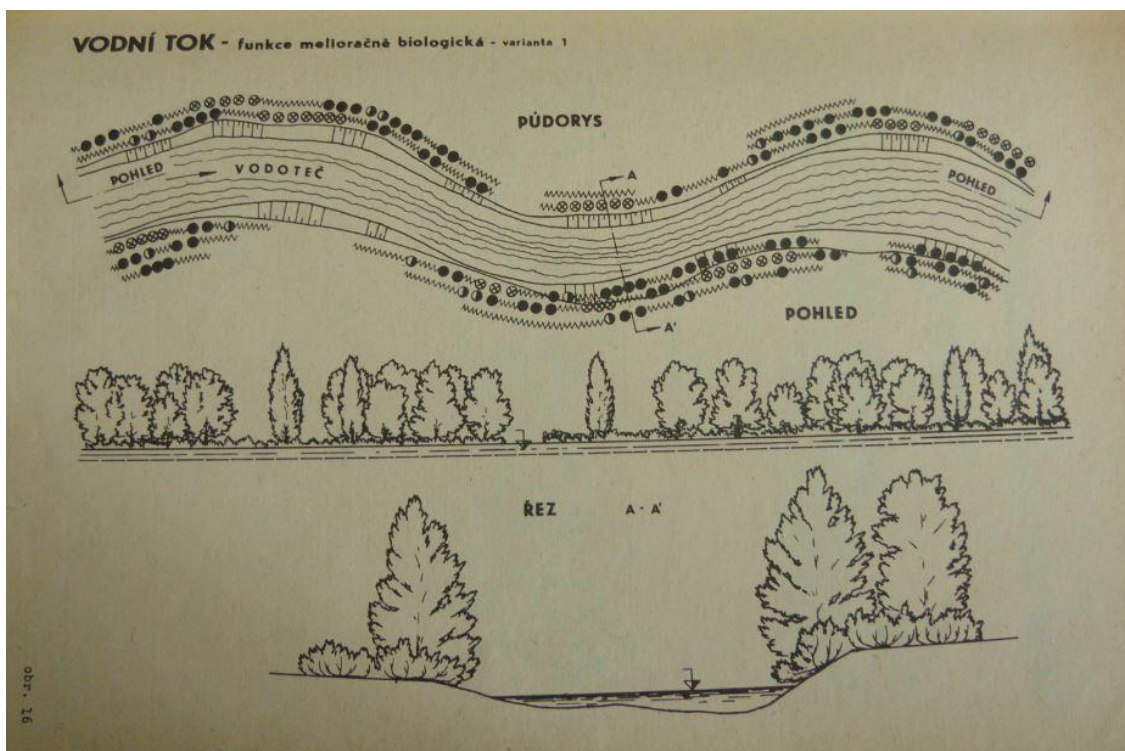 VODNÍ TOK - funkce melioračně biologická - varianta 1
PŮDORYS
A
POHLED
VODOTEČ
POHLED
A'
POHLED
ŘEZ A - A'
obr. 16